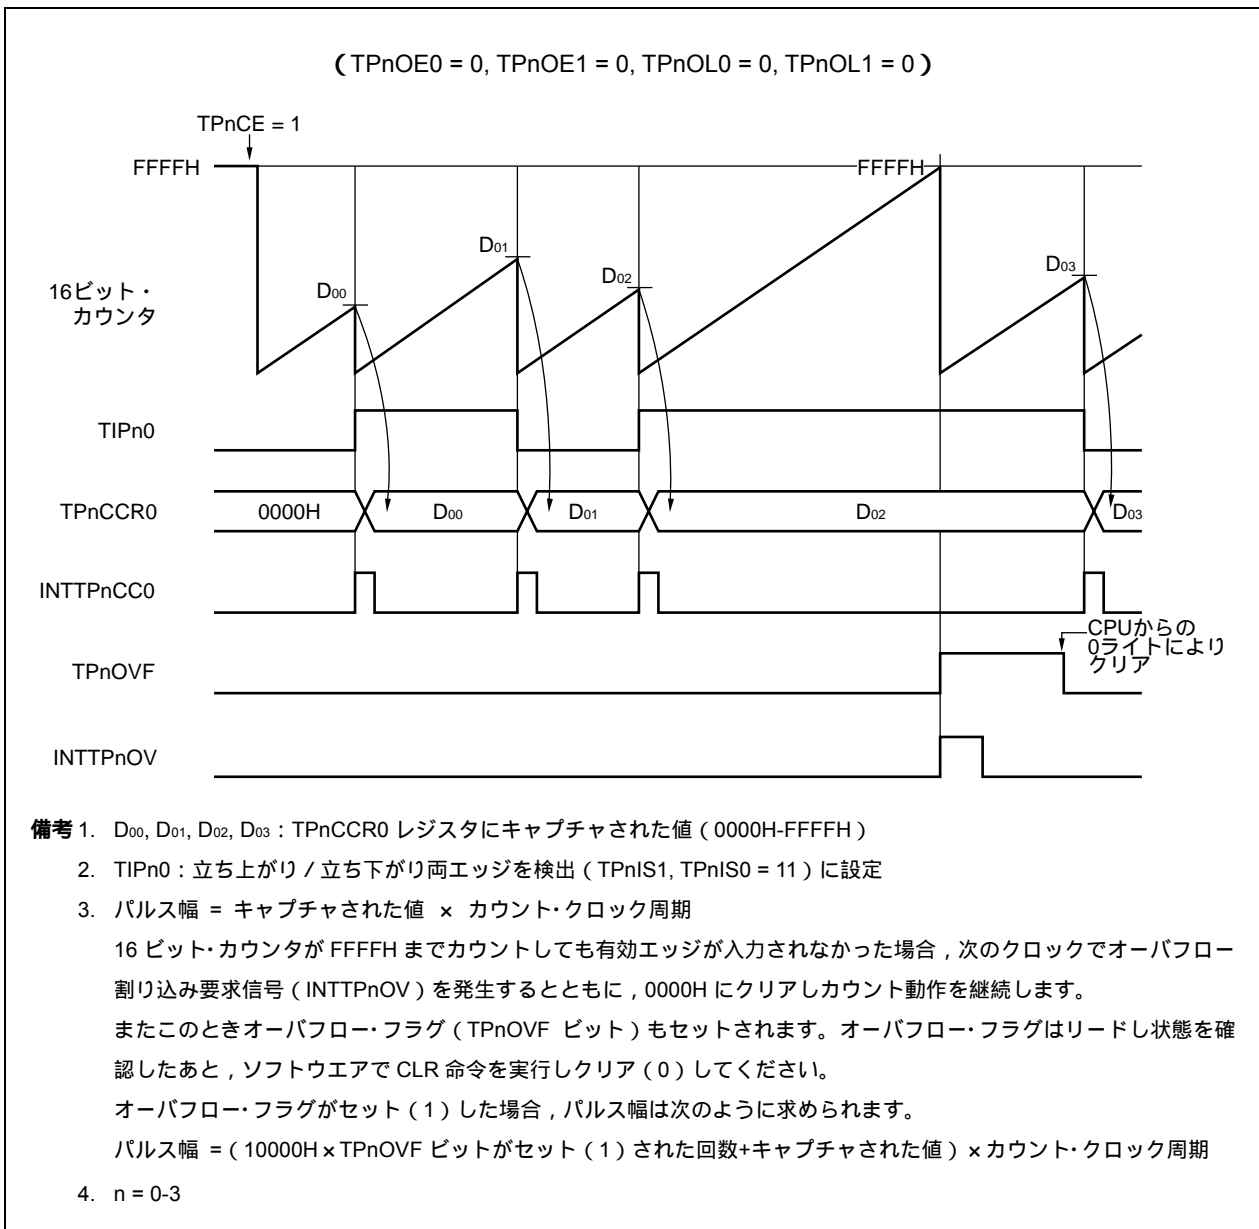 （TPnOE0 = 0, TPnOE1 = 0, TPnOL0 = 0, TPnOL1 = 0）
TPnCE = 1
FFFFH
FFFFH
D00
D01
D02
D03
16ビット・
カウンタ
TIPn0
TPnCCR0
0000H
D00
D01
D02
D03
INTTPnCC0
CPUからの
0ライトにより
クリア
TPnOVF
INTTPnOV
備考 1. D00, D01, D02, D03：TPnCCR0 レジスタにキャプチャされた値（0000H-FFFFH）
2. TIPn0：立ち上がり／立ち下がり両エッジを検出（TPnIS1, TPnIS0 = 11）に設定
3. パルス幅 = キャプチャされた値 × カウント・クロック周期
16 ビット・カウンタが FFFFH までカウントしても有効エッジが入力されなかった場合，次のクロックでオーバフロー
割り込み要求信号（INTTPnOV）を発生するとともに，0000H にクリアしカウント動作を継続します。
またこのときオーバフロー・フラグ（TPnOVF ビット）もセットされます。オーバフロー・フラグはリードし状態を確
認したあと，ソフトウエアで CLR 命令を実行しクリア（0）してください。
オーバフロー・フラグがセット（1）した場合，パルス幅は次のように求められます。
パルス幅 =（10000H×TPnOVF ビットがセット（1）された回数+キャプチャされた値）×カウント・クロック周期
4. n = 0-3